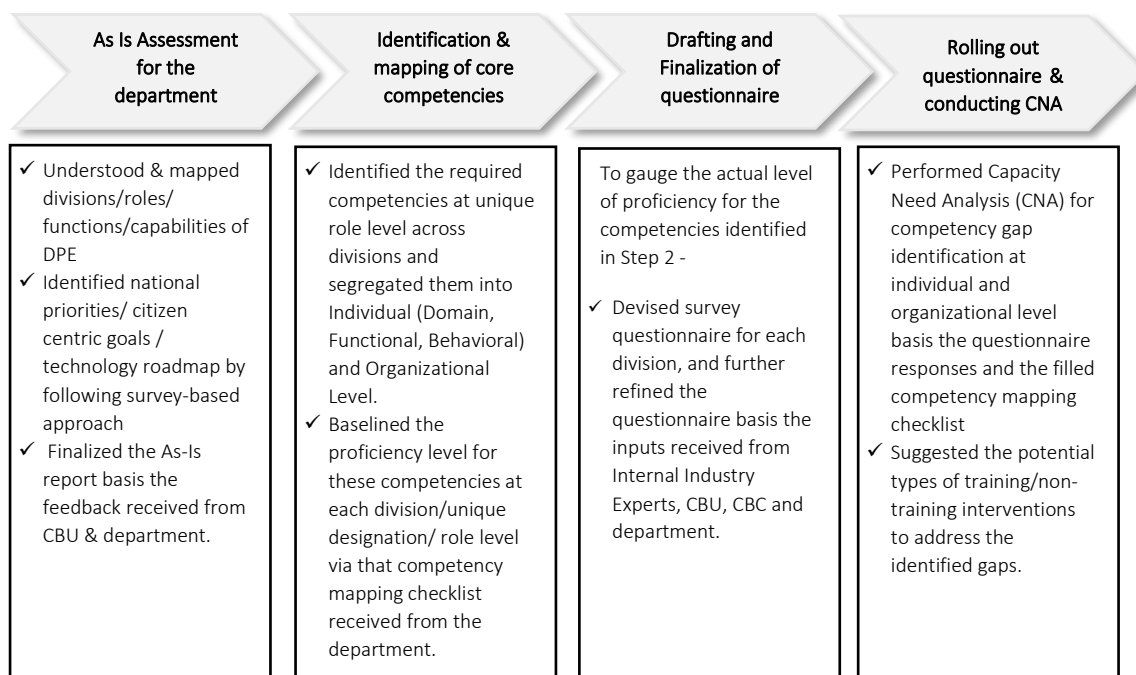 As Is Assessment
for the
department
Identification &
mapping of core
competencies
Drafting and
Finalization of
questionnaire
Rolling out
questionnaire &
conducting CNA
✓ Understood & mapped
divisions/roles/
functions/capabilities of
DPE
✓ Identified national
priorities/ citizen
centric goals /
technology roadmap by
following survey-based
approach
✓ Finalized the As-Is
report basis the
feedback received from
CBU & department.
✓ Identified the required
competencies at unique
role level across
divisions and
segregated them into
Individual (Domain,
Functional, Behavioral)
and Organizational
Level.
✓ Baselined the
proficiency level for
these competencies at
each division/unique
designation/ role level
via that competency
mapping checklist
received from the
department.
To gauge the actual level
of proficiency for the
competencies identified
in Step 2 -
✓ Devised survey
questionnaire for each
division, and further
refined the
questionnaire basis the
inputs received from
Internal Industry
Experts, CBU, CBC and
department.
✓ Performed Capacity
Need Analysis (CNA) for
competency gap
identification at
individual and
organizational level
basis the questionnaire
responses and the filled
competency mapping
checklist
✓ Suggested the potential
types of training/non-
training interventions
to address the
identified gaps.